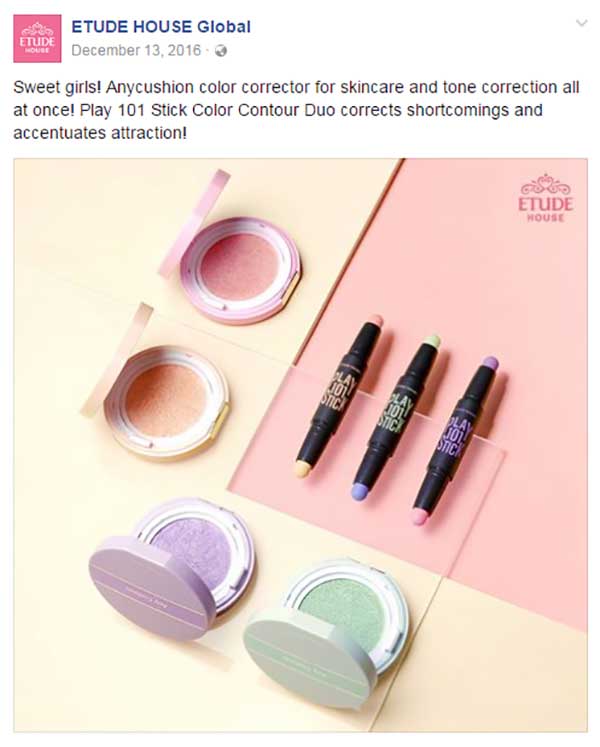 ETUDE HOUSE Global
ETUDE
HOUSE
December 13, 2016 ·
Sweet girls! Anycushion color corrector for skincare and tone correction all
at once! Play 101 Stick Color Contour Duo corrects shortcomings and
accentuates attraction!
ETUDE
HOUSE
PLAY
101
STICK
PLAY
101
STICK
PLAY
101
STICK
Any Cushion